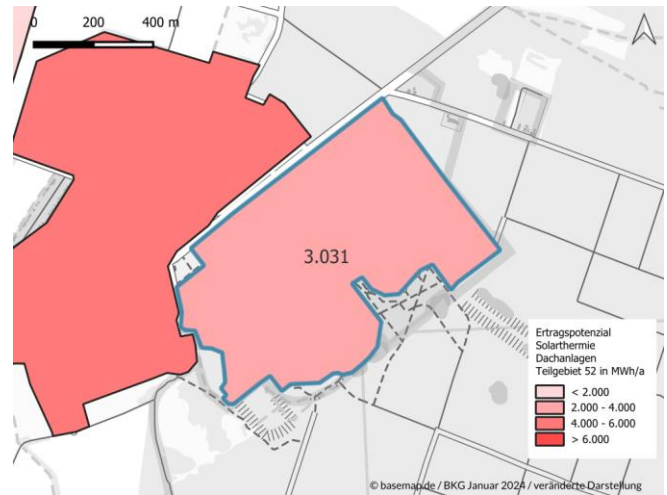 0 200 400 m
3.031
Ertragspotenzial
Solarthermie
Dachanlagen
Teilgebiet 52 in MWh/a
< 2.000
2.000 - 4.000
4.000 - 6.000
> 6.000
© basemap.de / BKG Januar 2024 / veränderte Darstellung